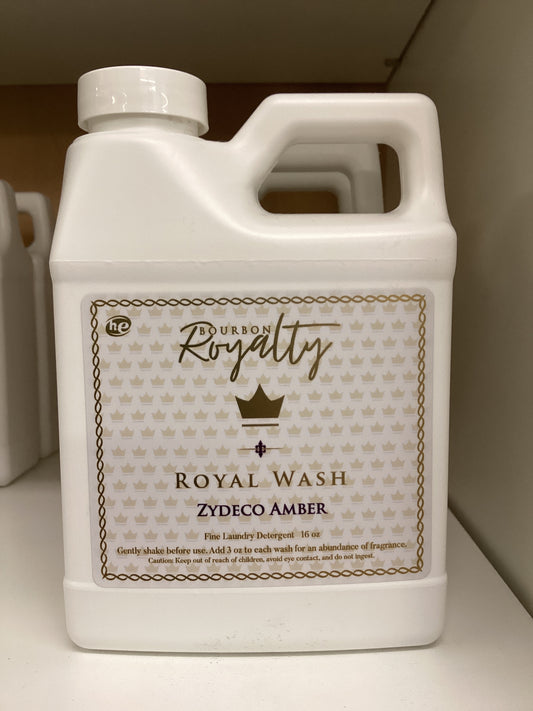 he
BOURBON
Royalty
ROYAL WASH
ZYDECO AMBER
Fine Laundry Detergent 16 oz
Gently shake before use. Add 3 oz to each wash for an abundance of fragrance.
Caution: Keep out of reach of children, avoid eye contact, and do not ingest.